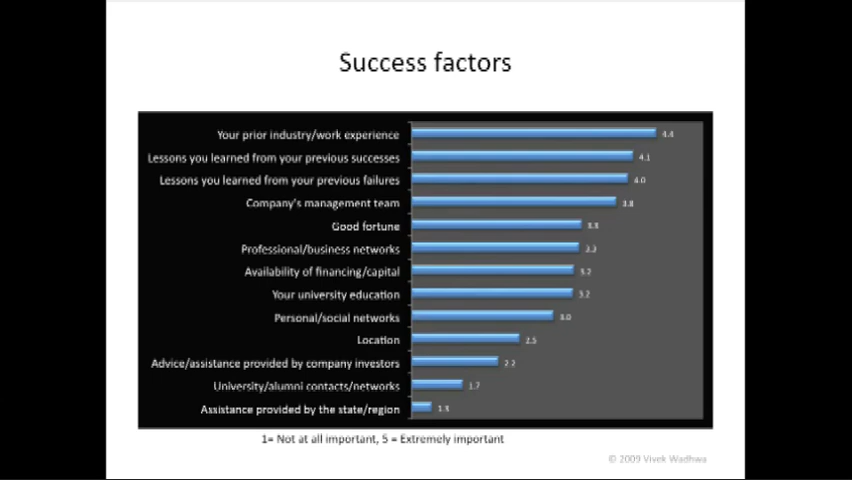 Success factors
Your prior industry/work experience 4.4
Lessons you learned from your previous successes 4.1
Lessons you learned from your previous failures 4.0
Company's management team 3.8
Good fortune 3.3
Professional/business networks 3.3
Availability of financing/capital 3.2
Your university education 3.2
Personal/social networks 3.0
Location 2.5
Advice/assistance provided by company investors 2.2
University/alumni contacts/networks 1.7
Assistance provided by the state/region 1.3
1= Not at all important, 5 = Extremely important
© 2009 Vivek Wadhwa